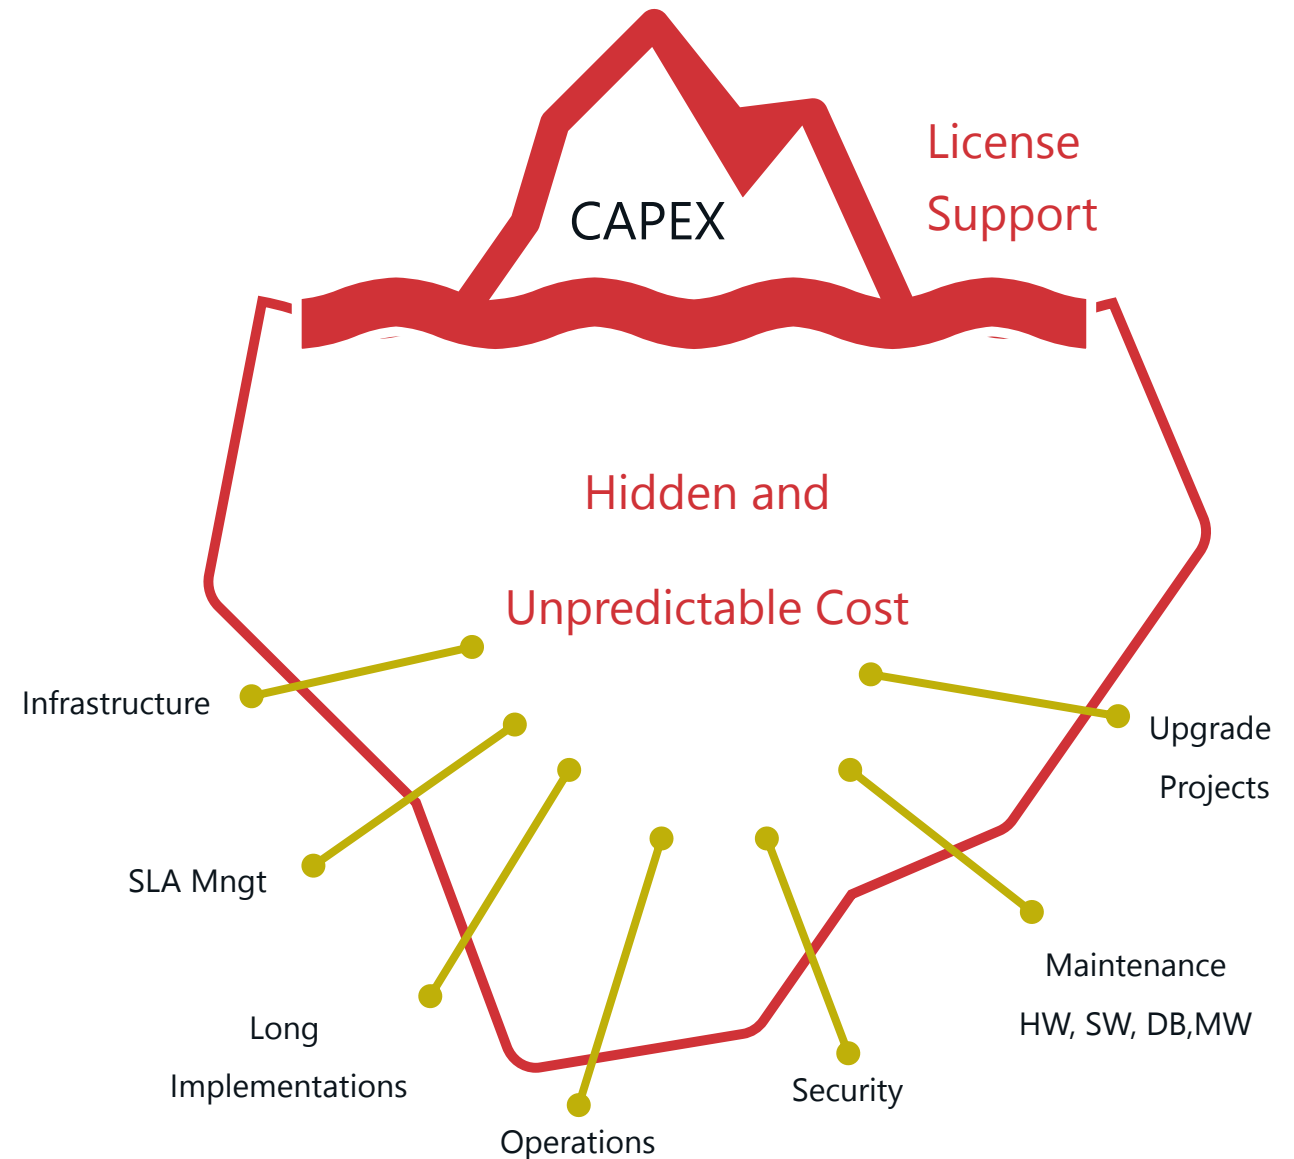 License
Support
CAPEX
Hidden and
Unpredictable Cost
Infrastructure
Upgrade
Projects
SLA Mngt
Maintenance
HW, SW, DB,MW
Long
Implementations
Security
Operations